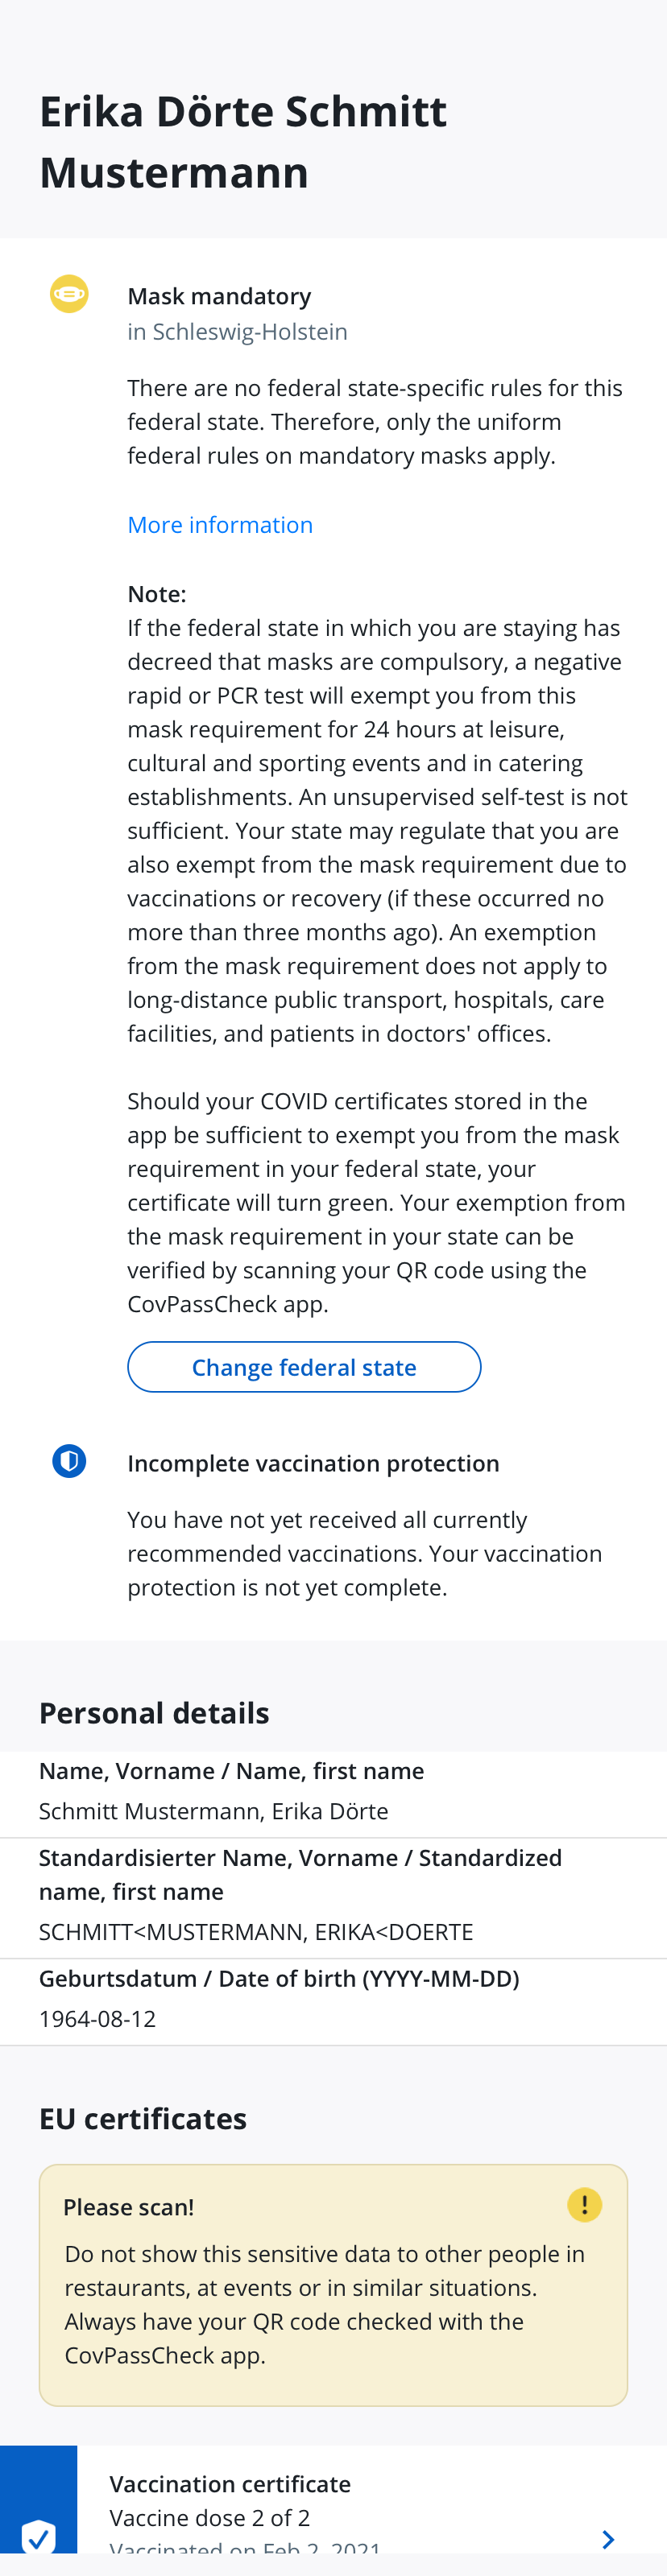 Erika Dörte Schmitt
Mustermann
Mask mandatory
in Schleswig-Holstein
There are no federal state-specific rules for this
federal state. Therefore, only the uniform
federal rules on mandatory masks apply.
More information
Note:
If the federal state in which you are staying has
decreed that masks are compulsory, a negative
rapid or PCR test will exempt you from this
mask requirement for 24 hours at leisure,
cultural and sporting events and in catering
establishments. An unsupervised self-test is not
sufficient. Your state may regulate that you are
also exempt from the mask requirement due to
vaccinations or recovery (if these occurred no
more than three months ago). An exemption
from the mask requirement does not apply to
long-distance public transport, hospitals, care
facilities, and patients in doctors' offices.
Should your COVID certificates stored in the
app be sufficient to exempt you from the mask
requirement in your federal state, your
certificate will turn green. Your exemption from
the mask requirement in your state can be
verified by scanning your QR code using the
CovPassCheck app.
Change federal state
Incomplete vaccination protection
You have not yet received all currently
recommended vaccinations. Your vaccination
protection is not yet complete.
Personal details
Name, Vorname / Name, first name
Schmitt Mustermann, Erika Dörte
Standardisierter Name, Vorname / Standardized
name, first name
SCHMITT<MUSTERMANN, ERIKA<DOERTE
Geburtsdatum / Date of birth (YYYY-MM-DD)
1964-08-12
EU certificates
Please scan!
Do not show this sensitive data to other people in
restaurants, at events or in similar situations.
Always have your QR code checked with the
CovPassCheck app.
Vaccination certificate
Vaccine dose 2 of 2
Vaccinated on Feb 2, 2021